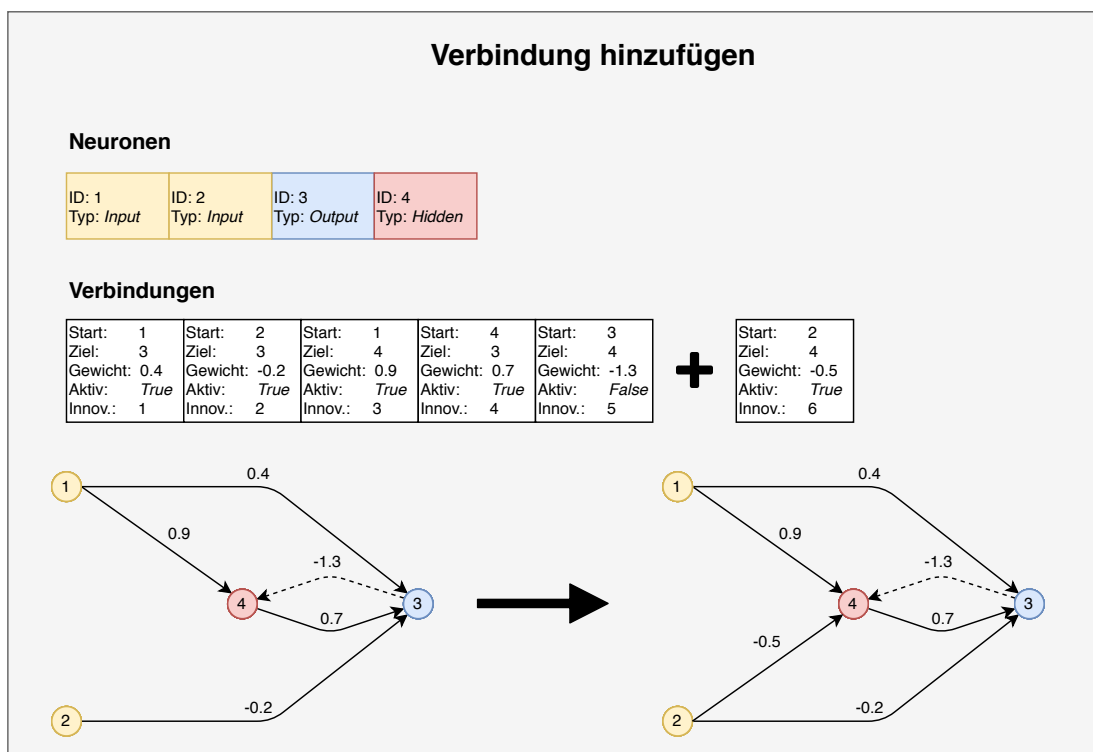 Verbindung hinzufügen
Neuronen
ID: 1
Typ: Input
ID: 2
Typ: Input
ID: 3
Typ: Output
ID: 4
Typ: Hidden
Verbindungen
Start: 1
Ziel: 3
Gewicht: 0.4
Aktiv: True
Innov.: 1
Start: 2
Ziel: 3
Gewicht: -0.2
Aktiv: True
Innov.: 2
Start: 1
Ziel: 4
Gewicht: 0.9
Aktiv: True
Innov.: 3
Start: 4
Ziel: 3
Gewicht: 0.7
Aktiv: True
Innov.: 4
Start: 3
Ziel: 4
Gewicht: -1.3
Aktiv: False
Innov.: 5
Start: 2
Ziel: 4
Gewicht: -0.5
Aktiv: True
Innov.: 6
1
0.4
0.9
-1.3
4
3
0.7
-0.2
2
1
0.4
0.9
-1.3
4
3
0.7
-0.5
-0.2
2